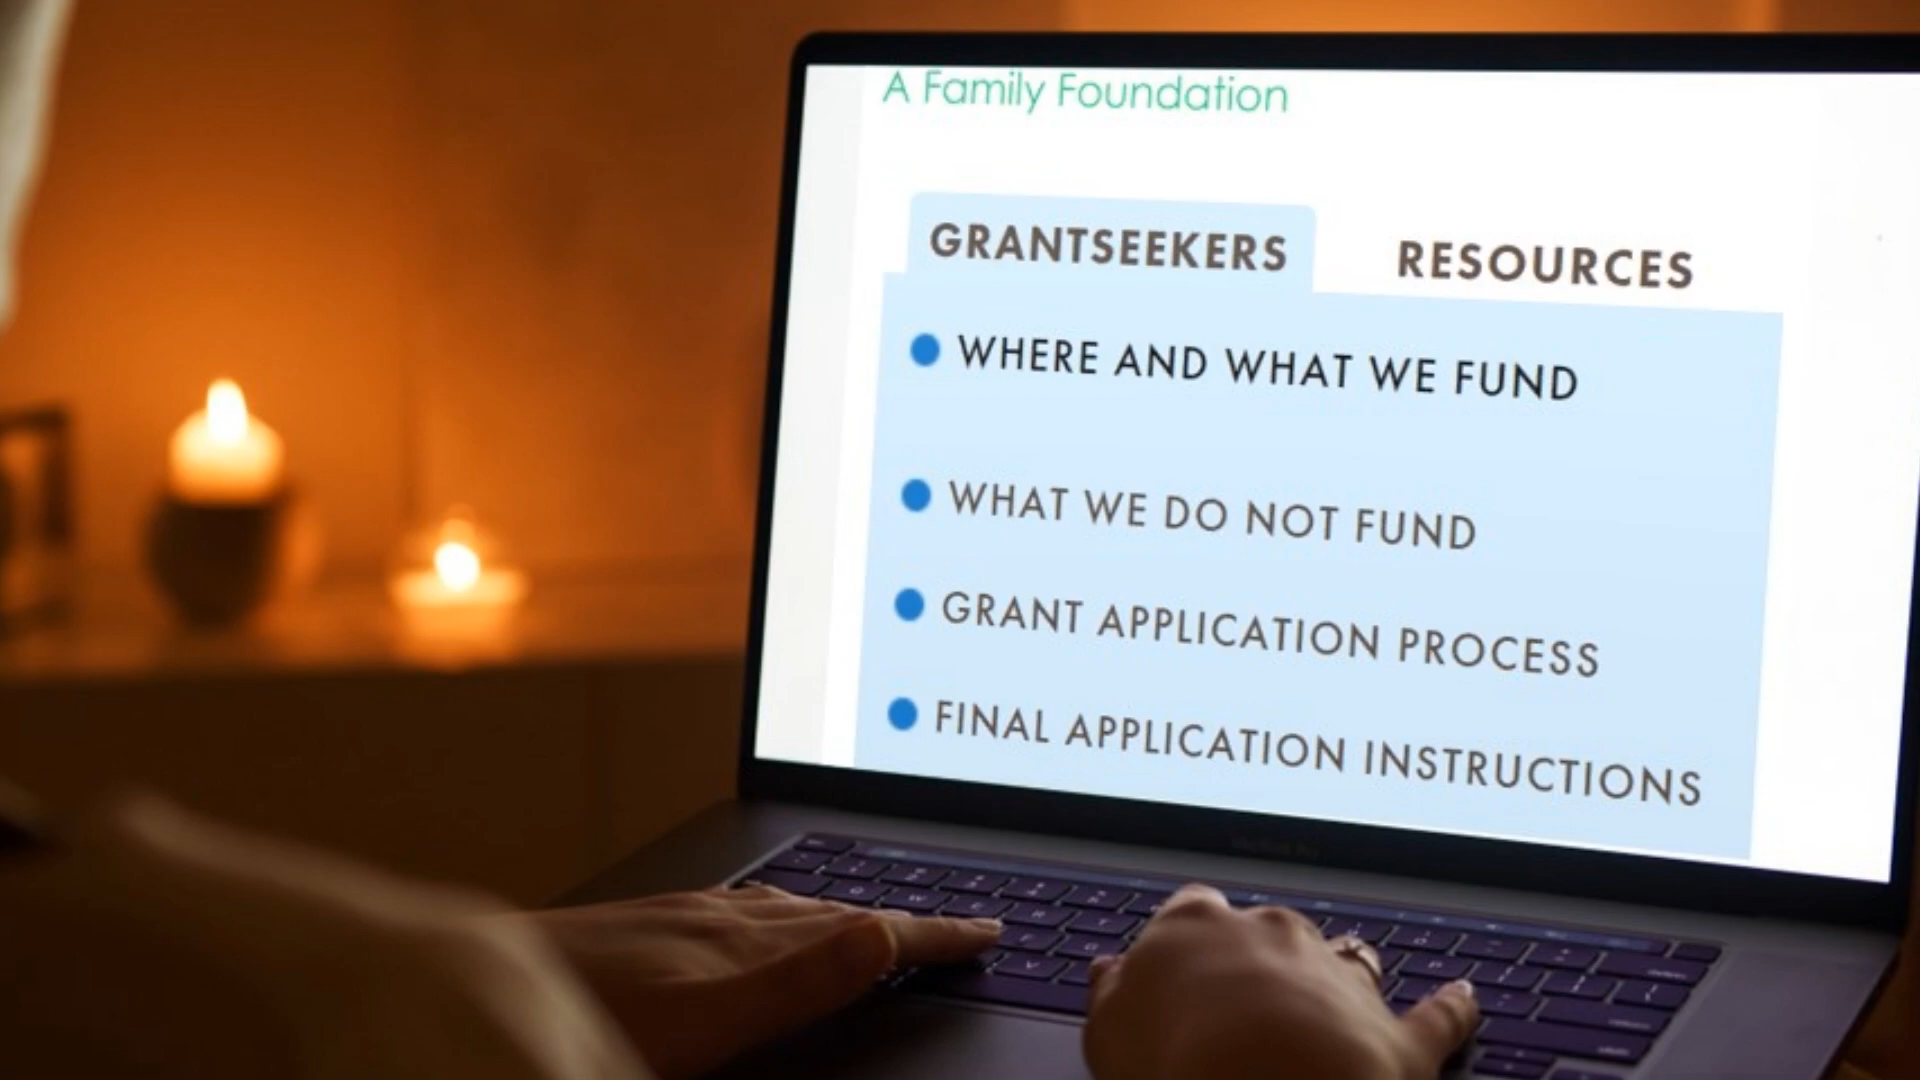 A Family Foundation
GRANTSEEKERS
RESOURCES
WHERE AND WHAT WE FUND
WHAT WE DO NOT FUND
GRANT APPLICATION PROCESS
FINAL APPLICATION INSTRUCTIONS